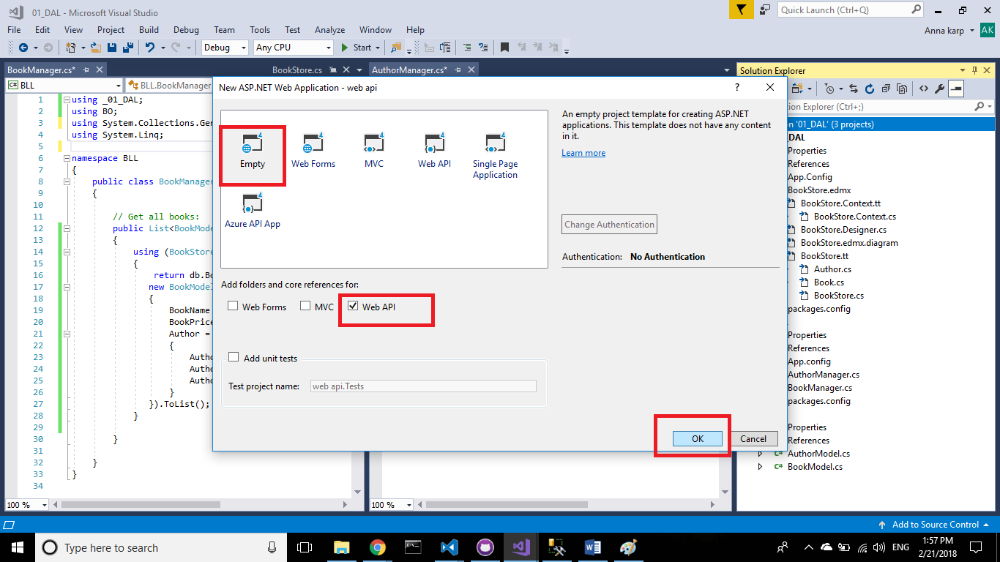 01_DAL - Microsoft Visual Studio
Quick Launch (Ctrl+Q)
File Edit View Project Build Debug Team Tools Test Analyze Window Help
Anna karp AK
Debug Any CPU Start
BookManager.cs* BookStore.cs AuthorManager.cs* Solution Explorer
BLL BLL.BookManager
New ASP.NET Web Application - web api
?
An empty project template for creating ASP.NET
applications. This template does not have any content
in it.
Learn more
Empty
Web Forms
MVC
Web API
Single Page
Application
Azure API App
Change Authentication
Authentication: No Authentication
Add folders and core references for:
Web Forms MVC Web API
Add unit tests
Test project name: web api.Tests
OK Cancel
1 using _01_DAL;
2 using BO;
3 using System.Collections.Ger
4 using System.Linq;
5
6 namespace BLL
7 {
8 public class BookManager
9 {
10
11 // Get all books:
12 public List<BookMode
13 {
14 using (BookStore
15 {
16 return db.Bo
17 new BookModel
18 {
19 BookName
20 BookPrice
21 Author =
22 {
23 Autho
24 Autho
25 Autho
26 }
27 }).ToList();
28 }
29
30 }
31
32 }
33 }
34
100 % 100 %
Explorer (Ctrl+;)
n '01_DAL' (3 projects)
_DAL
Properties
References
App.Config
BookStore.edmx
BookStore.Context.tt
BookStore.Context.cs
BookStore.Designer.cs
BookStore.edmx.diagram
BookStore.tt
Author.cs
Book.cs
BookStore.cs
packages.config
Properties
References
App.config
AuthorManager.cs
BookManager.cs
packages.config
Properties
References
C# AuthorModel.cs
C# BookModel.cs
Add to Source Control
Type here to search
ENG
1:57 PM
2/21/2018